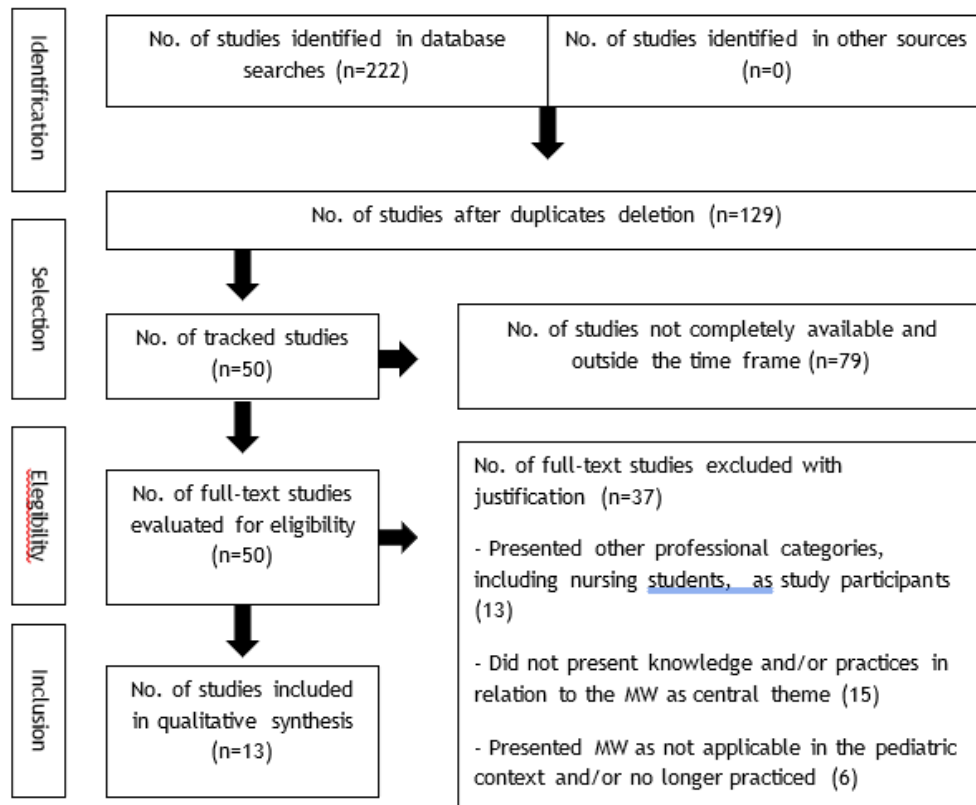 Identification
No. of studies identified in database
searches (n=222)
No. of studies identified in other sources
(n=0)
No. of studies after duplicates deletion (n=129)
Selection
No. of tracked studies
(n=50)
No. of studies not completely available and
outside the time frame (n=79)
Elegibility
No. of full-text studies
evaluated for eligibility
(n=50)
No. of full-text studies excluded with
justification (n=37)
- Presented other professional categories,
including nursing students, as study participants
(13)
- Did not present knowledge and/or practices in
relation to the MW as central theme (15)
- Presented MW as not applicable in the pediatric
context and/or no longer practiced (6)
Inclusion
No. of studies included
in qualitative synthesis
(n=13)